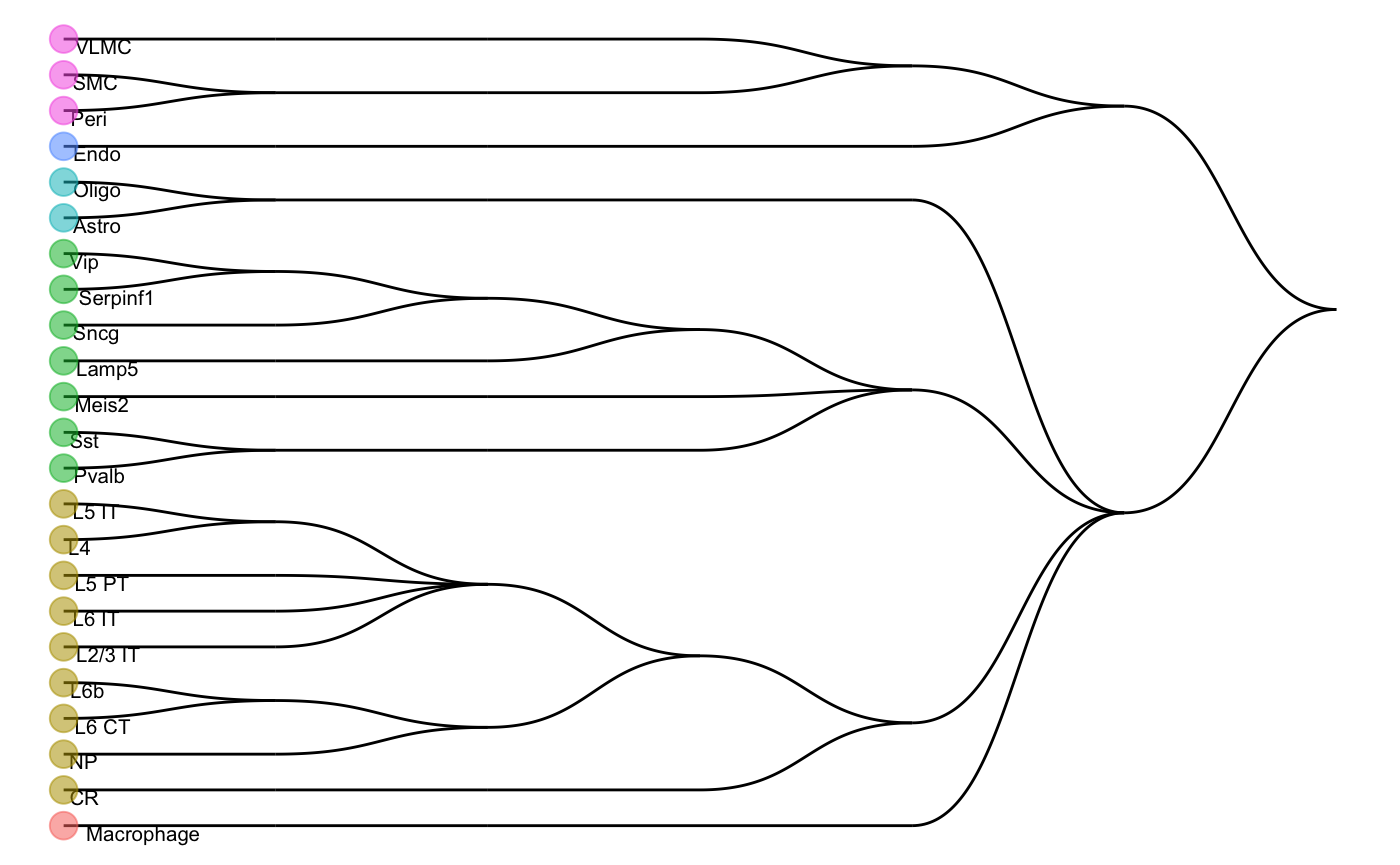 VLMC
SMC
Peri
Endo
Oligo
Astro
Vip
Serpinf1
Sncg
Lamp5
Meis2
Sst
Pvalb
L5 IT
L4
L5 PT
L6 IT
L2/3 IT
L6b
L6 CT
NP
CR
Macrophage